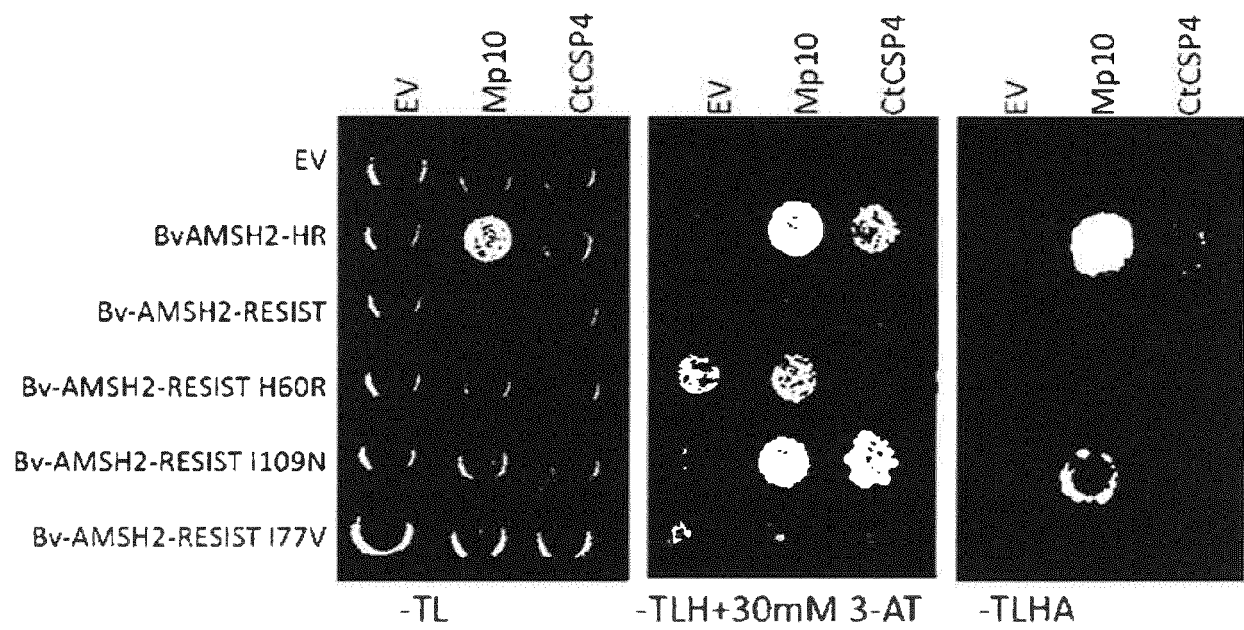 EV Mp10 CtCSP4 EV Mp10 CtCSP4 EV Mp10 CtCSP4
EV
BvAMSH2-HR
Bv-AMSH2-RESIST
Bv-AMSH2-RESIST H60R
Bv-AMSH2-RESIST I109N
Bv-AMSH2-RESIST I77V
-TL -TLH+30mM 3-AT -TLHA